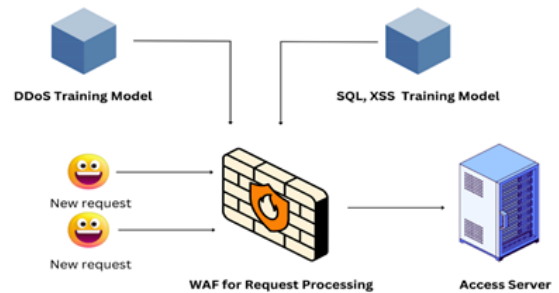 DDoS Training Model
SQL, XSS Training Model
New request
New request
WAF for Request Processing
Access Server